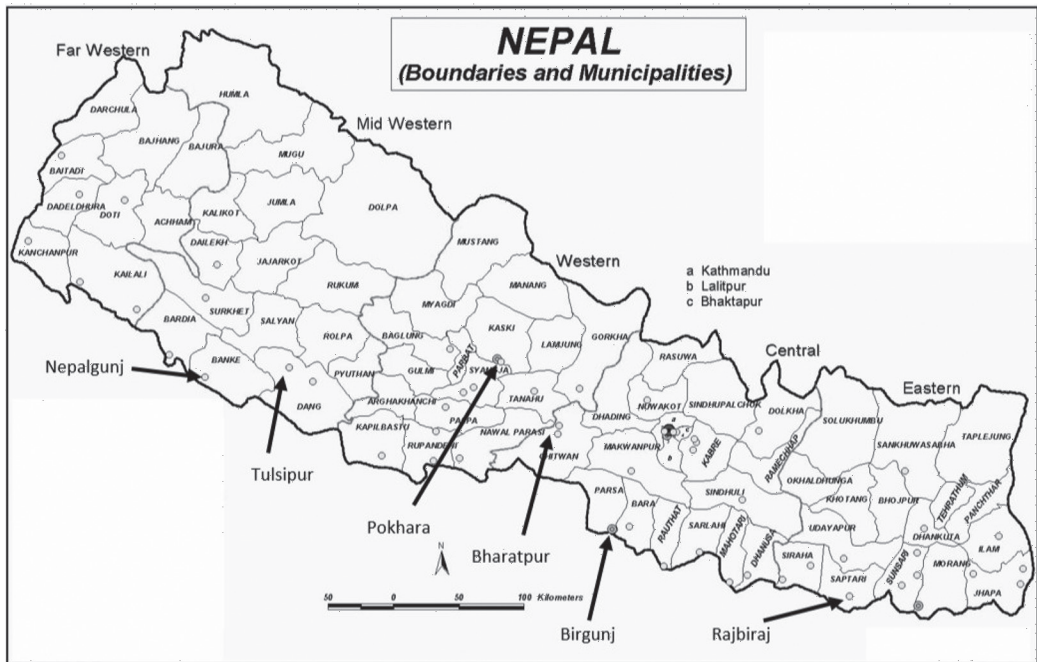 NEPAL
(Boundaries and Municipalities)
Far Western
HUMLA
DARCHULA
Mid Western
BAJHANG
BAJURA
MUGU
BAITADI
DADELDHURA
DOTI
ACHHAM
KALIKOT
JUMLA
DOLPA
KANCHANPUR
DAILEKH
MUSTANG
KAILALI
JAJARKOT
Western
RUKUM
MANANG
a Kathmandu
b Lalitpur
c Bhaktapur
MYAGDI
BARDIA
SURKHET
SALYAN
KASKI
GORKHA
ROLPA
BAGLUNG
LAMJUNG
RASUWA
Central
Nepalgunj
BANKE
PYUTHAN
GULMI
PARBAT
SYANGJA
Eastern
DANG
ARGHAKHANCHI
TANAHU
NUWAKOT
SINDHUPALCHOK
DOLKHA
SOLUKHUMBU
KAPILBASTU
PALPA
NAWAL PARASI
DHADING
a
c
b
SANKHUWASABHA
TAPLEJUNG
RUPANDEHI
CHITWAN
MAKWANPUR
KABRE
RAMECHHAP
Tulsipur
OKHALDHUNGA
KHOTANG
BHOJPUR
TEHRATHUM
PANCHTHAR
PARSA
BARA
SINDHULI
Pokhara
RAUTHAT
SARLAHI
MAHOTARI
DHANUSA
UDAYAPUR
DHANKUTA
ILAM
N
Bharatpur
SIRAHA
SAPTARI
SUNSARI
MORANG
JHAPA
50 0 50 100 Kilometers
Birgunj
Rajbiraj